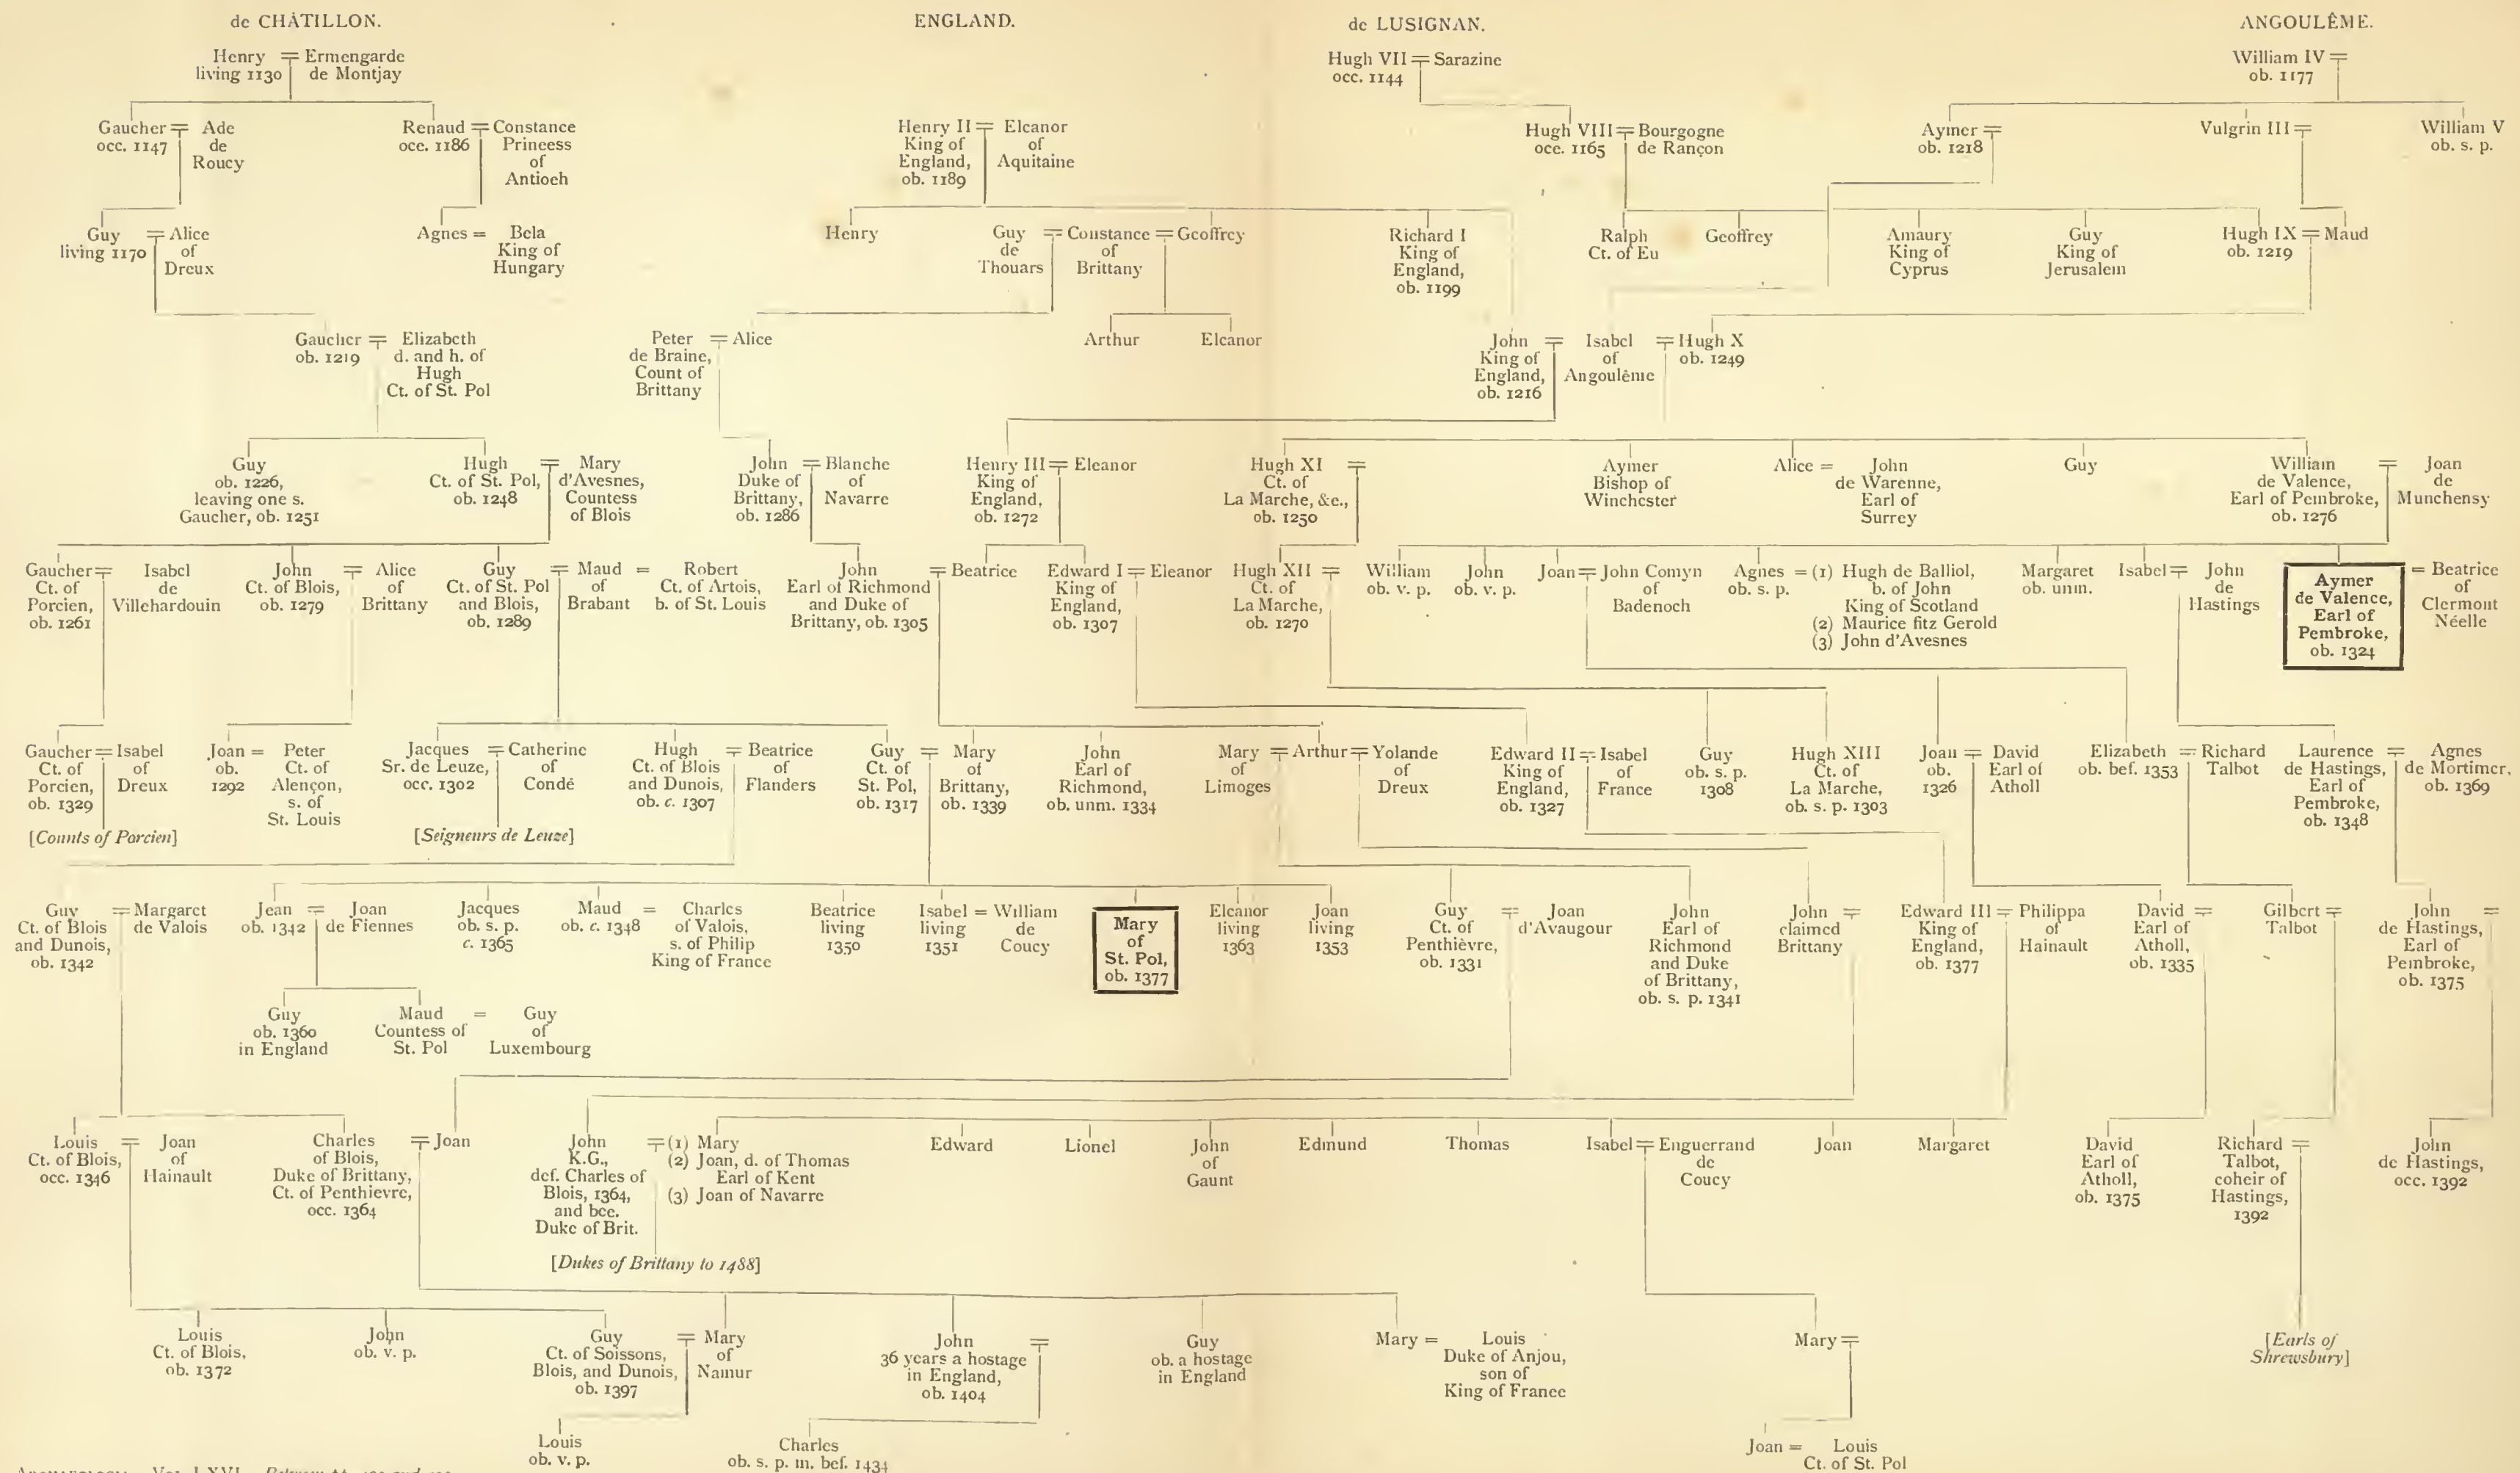 de CHÂTILLON.
ENGLAND.
de LUSIGNAN.
ANGOULÊME.
Henry = Ermengarde
living 1130 de Montjay
Hugh VII = Sarazine
occ. 1144
William IV =
ob. 1177
Gaucher = Ade
occ. 1147 de
Roucy
Renaud = Constance
occ. 1186 Princess
of
Antioch
Henry II = Eleanor
King of of
England, Aquitaine
ob. 1189
Hugh VIII = Bourgogne
occ. 1165 de Rançon
Aymer =
ob. 1218
Vulgrin III =
William V
ob. s. p.
Guy = Alice
living 1170 of
Dreux
Agnes = Bela
King of
Hungary
Henry
Guy = Constance = Geoffrey
de of
Thouars Brittany
Richard I
King of
England,
ob. 1199
Ralph
Ct. of Eu
Geoffrey
Amaury
King of
Cyprus
Guy
King of
Jerusalem
Hugh IX = Maud
ob. 1219
Gaucher = Elizabeth
ob. 1219 d. and h. of
Hugh
Ct. of St. Pol
Peter = Alice
de Braine,
Count of
Brittany
Arthur
Eleanor
John = Isabel = Hugh X
King of of ob. 1249
England, Angoulême
ob. 1216
Guy
ob. 1226,
leaving one s.
Gaucher, ob. 1251
Hugh = Mary
Ct. of St. Pol, d'Avesnes,
ob. 1248 Countess
of Blois
John = Blanche
Duke of of
Brittany, Navarre
ob. 1286
Henry III = Eleanor
King of
England,
ob. 1272
Hugh XI =
Ct. of
La Marche, &c.,
ob. 1250
Aymer
Bishop of
Winchester
Alice = John
de Warenne,
Earl of
Surrey
Guy
William = Joan
de Valence, de
Earl of Pembroke, Munchensy
ob. 1276
Gaucher = Isabel
Ct. of de
Porcien, Villehardouin
ob. 1261
John = Alice
Ct. of Blois, of
ob. 1279 Brittany
Guy = Maud = Robert
Ct. of St. Pol of Ct. of Artois,
and Blois, Brabant b. of St. Louis
ob. 1289
John = Beatrice
Earl of Richmond
and Duke of
Brittany, ob. 1305
Edward I = Eleanor
King of
England,
ob. 1307
Hugh XII =
Ct. of
La Marche,
ob. 1270
William
ob. v. p.
John
ob. v. p.
Joan = John Comyn
of
Badenoch
Agnes = (1) Hugh de Balliol,
ob. s. p. b. of John
King of Scotland
(2) Maurice fitz Gerold
(3) John d'Avesnes
Margaret
ob. unm.
Isabel = John
de
Hastings
Aymer = Beatrice
de Valence, of
Earl of Clermont
Pembroke, Néelle
ob. 1324
Gaucher = Isabel
Ct. of of
Porcien, Dreux
ob. 1329
[Counts of Porcien]
Joan = Peter
ob. Ct. of
1292 Alençon,
s. of
St. Louis
Jacques = Catherine
Sr. de Leuze, of
occ. 1302 Condé
[Seigneurs de Leuze]
Hugh = Beatrice
Ct. of Blois of
and Dunois, Flanders
ob. c. 1307
Guy = Mary
Ct. of of
St. Pol, Brittany,
ob. 1317 ob. 1339
John
Earl of
Richmond,
ob. unm. 1334
Mary = Arthur = Yolande
of of
Limoges Dreux
Edward II = Isabel
King of of
England, France
ob. 1327
Guy
ob. s. p.
1308
Hugh XIII
Ct. of
La Marche,
ob. s. p. 1303
Joan = David
ob. Earl of
1326 Atholl
Elizabeth = Richard
ob. bef. 1353 Talbot
Laurence = Agnes
de Hastings, de Mortimer,
Earl of ob. 1369
Pembroke,
ob. 1348
Guy = Margaret
Ct. of Blois de Valois
and Dunois,
ob. 1342
Jean = Joan
ob. 1342 de Fiennes
Jacques
ob. s. p.
c. 1365
Maud = Charles
ob. c. 1348 of Valois,
s. of Philip
King of France
Beatrice
living
1350
Isabel = William
living de
1351 Coucy
Mary
of
St. Pol,
ob. 1377
Eleanor
living
1363
Joan
living
1353
Guy = Joan
Ct. of d'Avaugour
Penthièvre,
ob. 1331
John
Earl of
Richmond
and Duke
of Brittany,
ob. s. p. 1341
John =
claimed
Brittany
Edward III = Philippa
King of of
England, Hainault
ob. 1377
David =
Earl of
Atholl,
ob. 1335
Gilbert =
Talbot
John =
de Hastings,
Earl of
Pembroke,
ob. 1375
Guy
ob. 1360
in England
Maud = Guy
Countess of of
St. Pol Luxembourg
Louis = Joan
Ct. of Blois, of
occ. 1346 Hainault
Charles = Joan
of Blois,
Duke of Brittany,
Ct. of Penthievre,
occ. 1364
John = (1) Mary
K.G., (2) Joan, d. of Thomas
def. Charles of Earl of Kent
Blois, 1364, (3) Joan of Navarre
and bec.
Duke of Brit.
[Dukes of Brittany to 1488]
Edward
Lionel
John
of
Gaunt
Edmund
Thomas
Isabel = Enguerrand
de
Coucy
Joan
Margaret
David
Earl of
Atholl,
ob. 1375
Richard =
Talbot,
coheir of
Hastings,
1392
John
de Hastings,
occ. 1392
Louis
Ct. of Blois,
ob. 1372
John
ob. v. p.
Guy = Mary
Ct. of Soissons, of
Blois, and Dunois, Namur
ob. 1397
John =
36 years a hostage
in England,
ob. 1404
Guy
ob. a hostage
in England
Mary = Louis
Duke of Anjou,
son of
King of France
Mary =
[Earls of
Shrewsbury]
Louis
ob. v. p.
Charles
ob. s. p. m. bef. 1434
Joan = Louis
Ct. of St. Pol